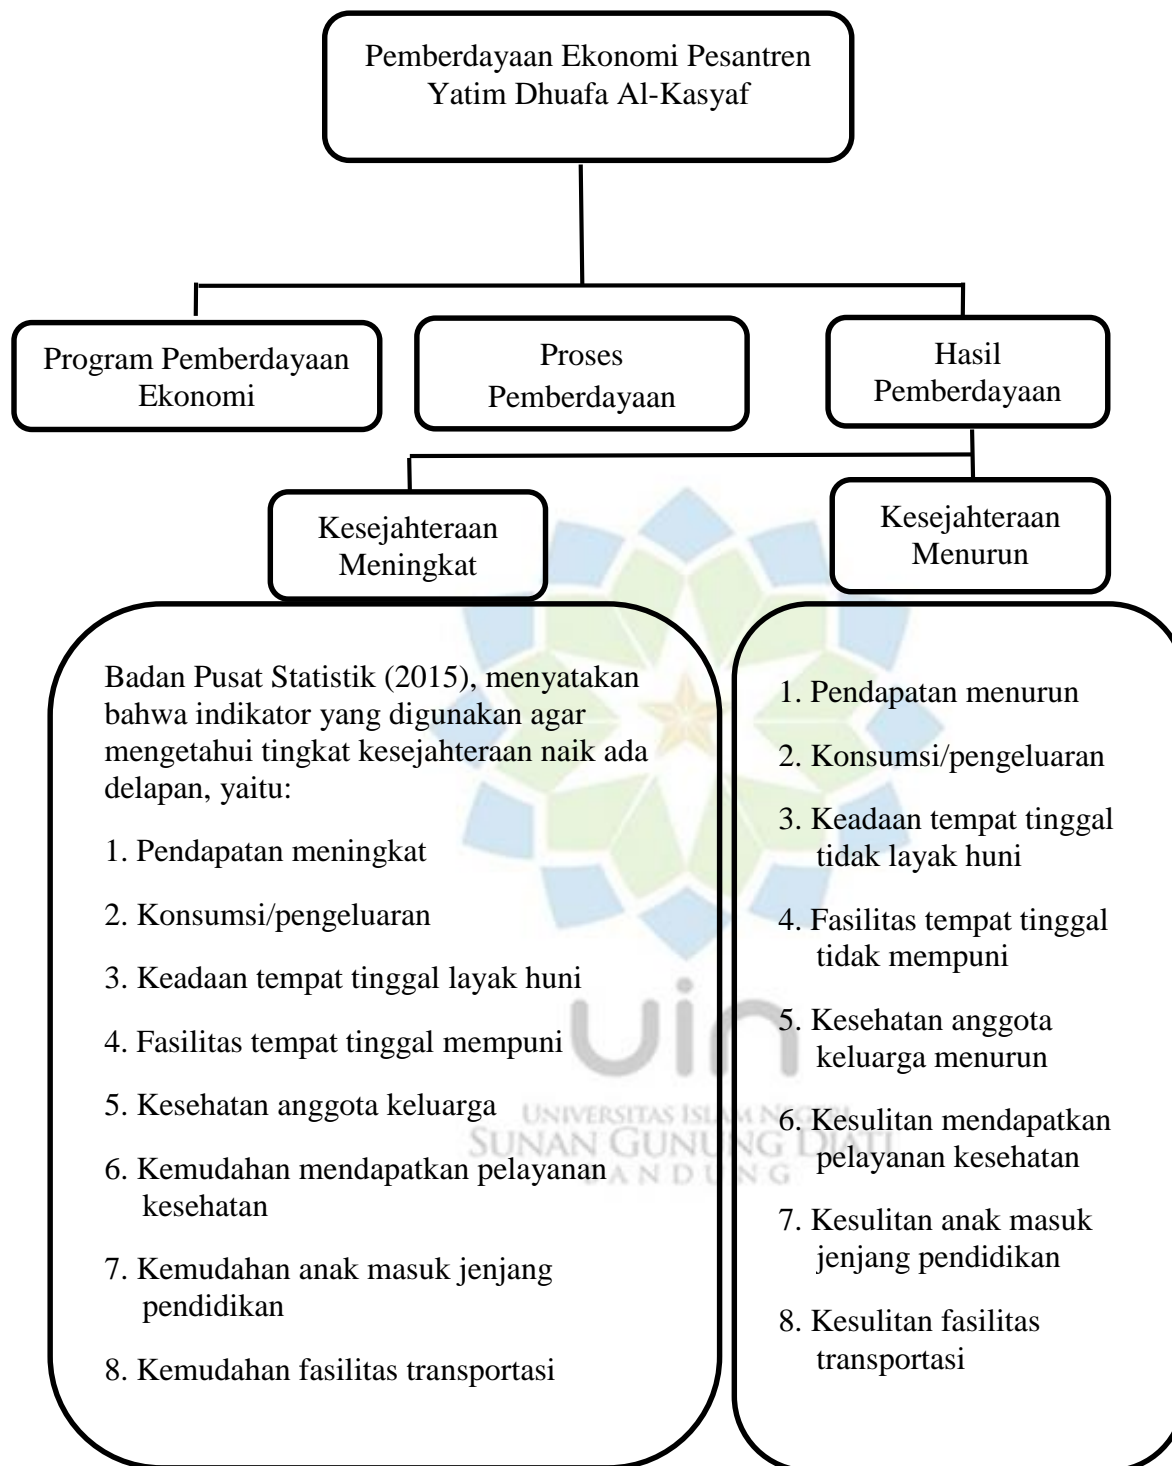 Pemberdayaan Ekonomi Pesantren
Yatim Dhuafa Al-Kasyaf
Program Pemberdayaan
Ekonomi
Proses
Pemberdayaan
Hasil
Pemberdayaan
Kesejahteraan
Meningkat
Kesejahteraan
Menurun
Badan Pusat Statistik (2015), menyatakan
bahwa indikator yang digunakan agar
mengetahui tingkat kesejahteraan naik ada
delapan, yaitu:
1. Pendapatan meningkat
2. Konsumsi/pengeluaran
3. Keadaan tempat tinggal layak huni
4. Fasilitas tempat tinggal mempuni
5. Kesehatan anggota keluarga
6. Kemudahan mendapatkan pelayanan
kesehatan
7. Kemudahan anak masuk jenjang
pendidikan
8. Kemudahan fasilitas transportasi
1. Pendapatan menurun
2. Konsumsi/pengeluaran
3. Keadaan tempat tinggal
tidak layak huni
4. Fasilitas tempat tinggal
tidak mempuni
5. Kesehatan anggota
keluarga menurun
6. Kesulitan mendapatkan
pelayanan kesehatan
7. Kesulitan anak masuk
jenjang pendidikan
8. Kesulitan fasilitas
transportasi
uin
UNIVERSITAS ISLAM NEGERI
SUNAN GUNUNG DJATI
BANDUNG